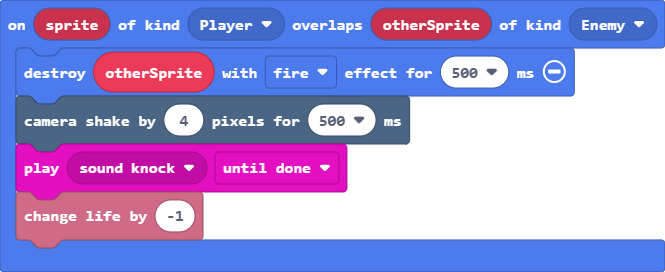 on sprite of kind Player overlaps otherSprite of kind Enemy
destroy otherSprite with fire effect for 500 ms
camera shake by 4 pixels for 500 ms
play sound knock until done
change life by -1